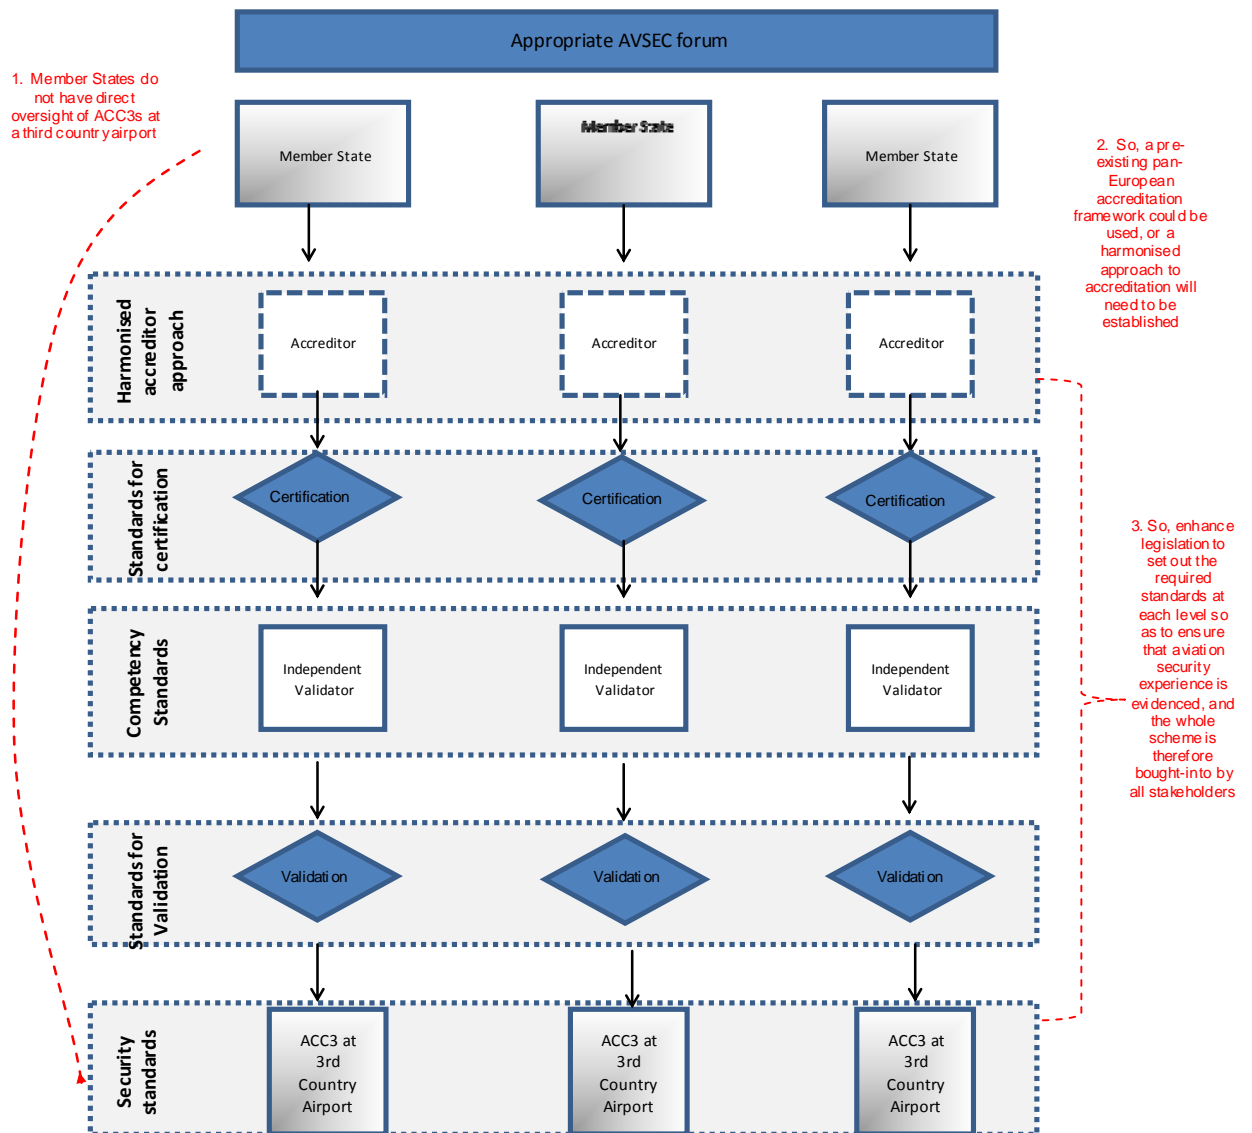 Appropriate AVSEC forum
1. Member States do
not have direct
oversight of ACC3s at
a third country airport
Member State
Member State
Member State
2. So, a pre-
existing pan-
European
accreditation
framework could be
used, or a
harmonised
approach to
accreditation will
need to be
established
Harmonised
accreditor
approach
Accreditor
Accreditor
Accreditor
Standards for
certification
Certification
Certification
Certification
3. So, enhance
legislation to
set out the
required
standards at
each level so
as to ensure
that aviation
security
experience is
evidenced, and
the whole
scheme is
therefore
bought-into by
all stakeholders
Competency
Standards
Independent
Validator
Independent
Validator
Independent
Validator
Standards for
Validation
Validation
Validation
Validation
Security
standards
ACC3 at
3rd
Country
Airport
ACC3 at
3rd
Country
Airport
ACC3 at
3rd
Country
Airport